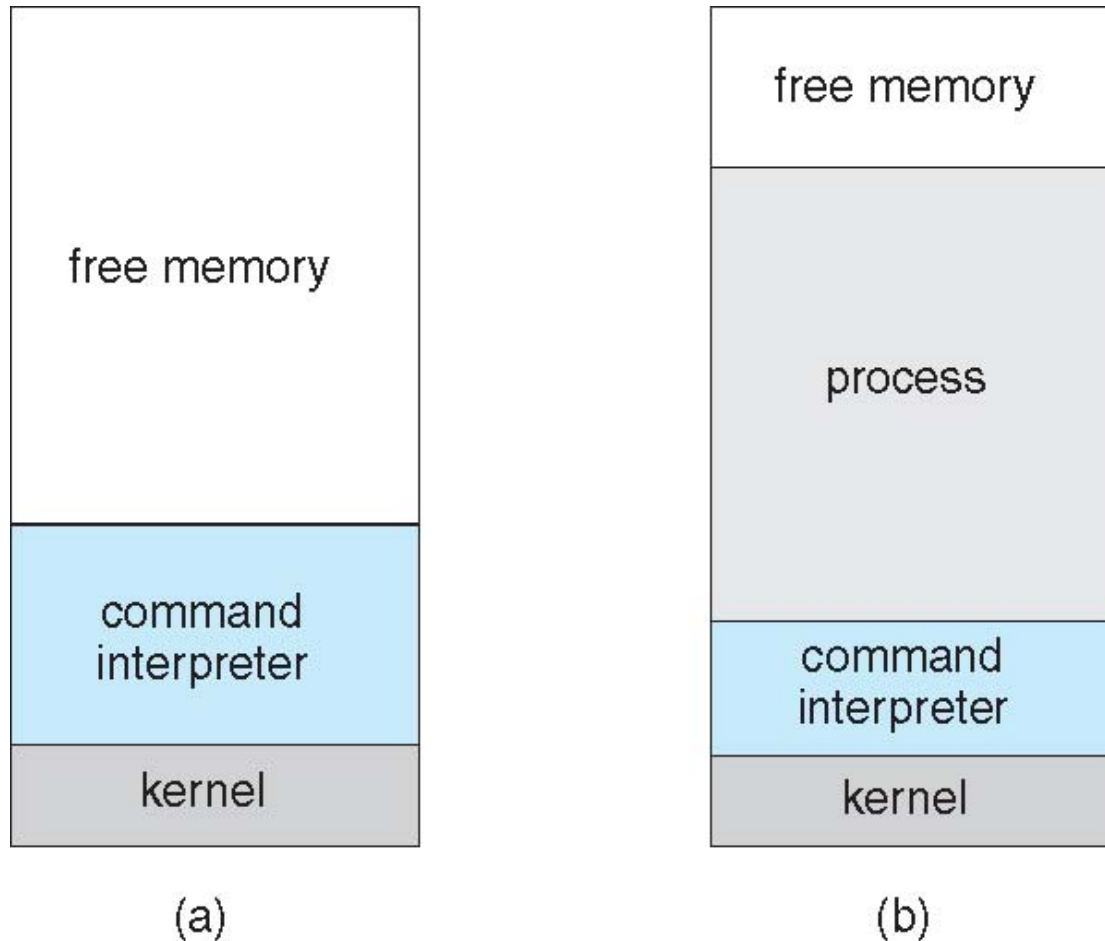 free memory
command
interpreter
kernel
(a)
free memory
process
command
interpreter
kernel
(b)